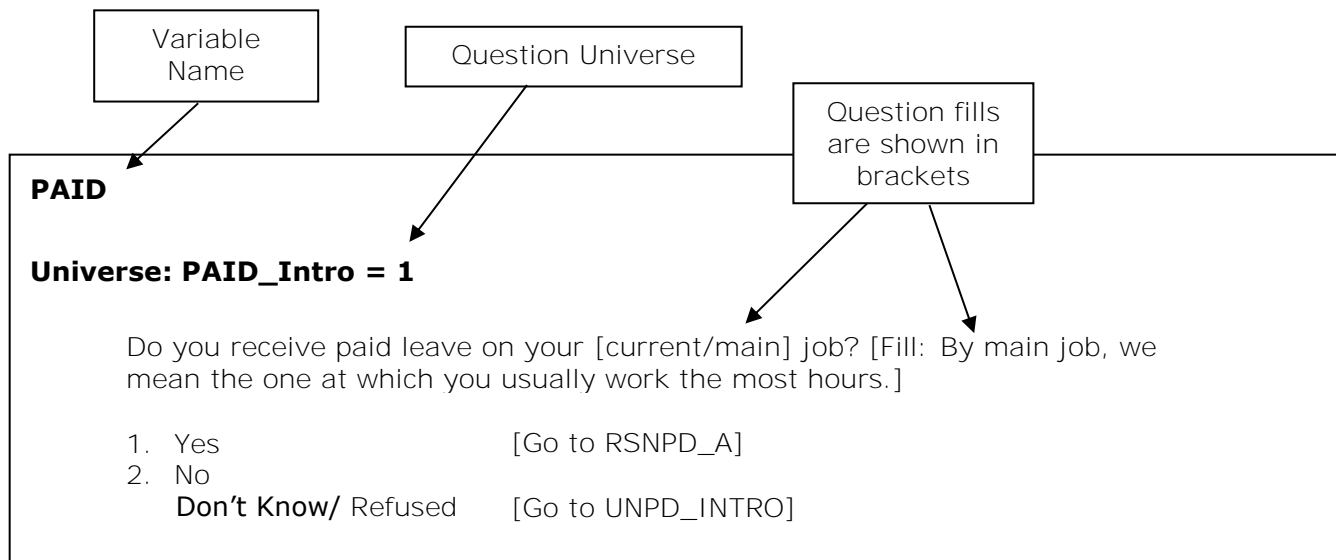 Variable
Name
Question Universe
Question fills
are shown in
brackets
PAID
Universe: PAID_Intro = 1
Do you receive paid leave on your [current/main] job? [Fill: By main job, we
mean the one at which you usually work the most hours.]
1. Yes [Go to RSNPD_A]
2. No
Don't Know/ Refused [Go to UNPD_INTRO]